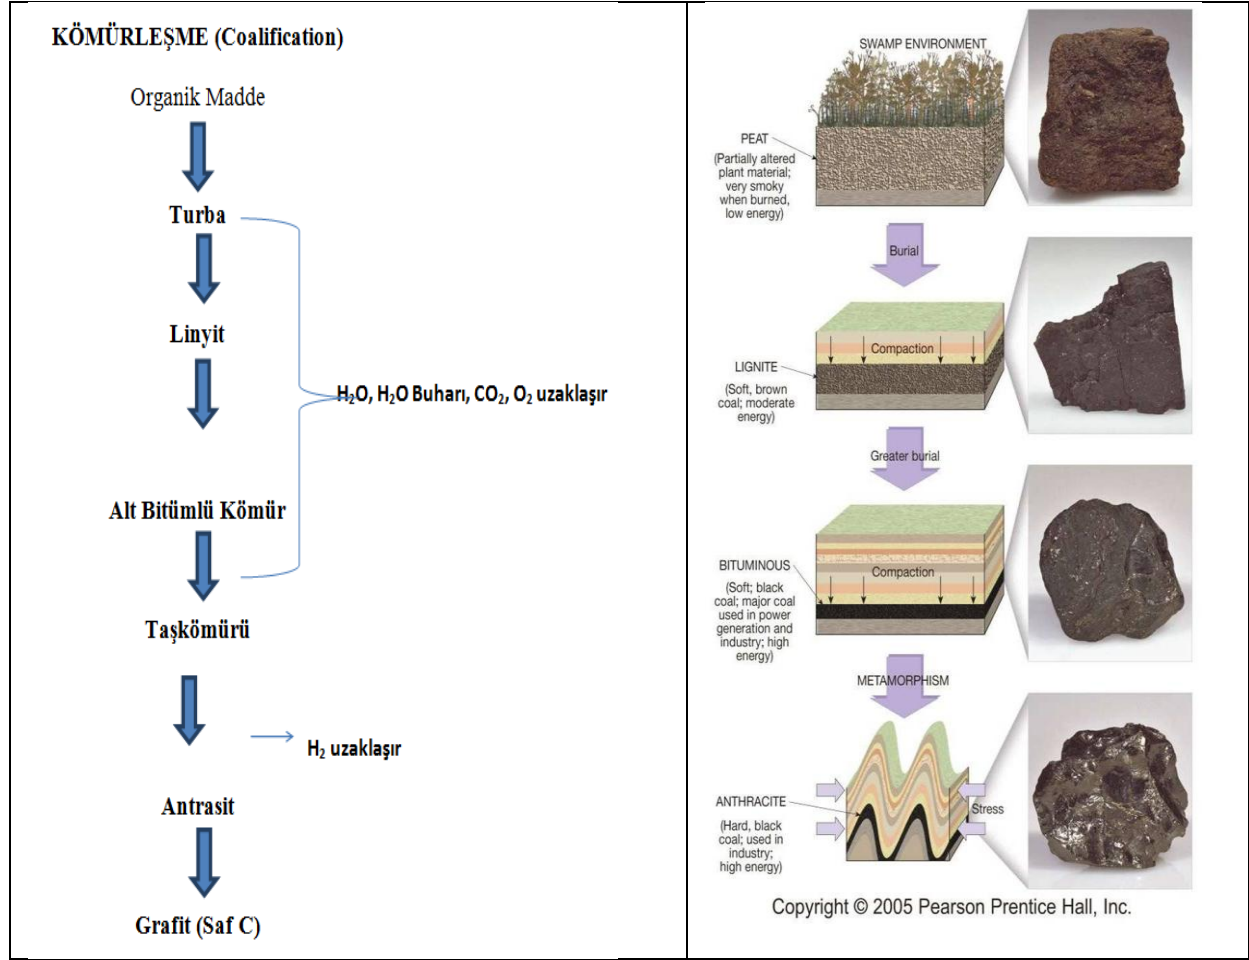 KÖMÜRLEŞME (Coalification)
Organik Madde
Turba
Linyit
H₂O, H₂O Buharı, CO₂, O₂ uzaklaşır
Alt Bitümlü Kömür
Taşkömürü
H₂ uzaklaşır
Antrasit
Grafit (Saf C)
SWAMP ENVIRONMENT
PEAT
(Partially altered
plant material;
very smoky
when burned,
low energy)
Burial
Compaction
LIGNITE
(Soft, brown
coal; moderate
energy)
Greater burial
BITUMINOUS
(Soft; black
coal; major coal
used in power
generation and
industry; high
energy)
Compaction
METAMORPHISM
ANTHRACITE
(Hard, black
coal; used in
industry;
high energy)
Stress
Copyright © 2005 Pearson Prentice Hall, Inc.